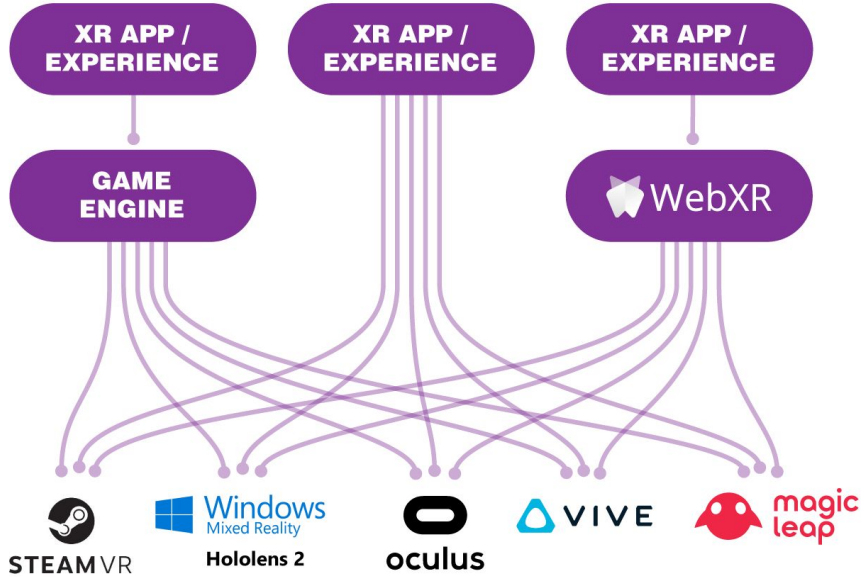 XR APP /
EXPERIENCE
XR APP /
EXPERIENCE
XR APP /
EXPERIENCE
GAME
ENGINE
WebXR
STEAMVR
Windows
Mixed Reality
Hololens 2
oculus
VIVE
magic
leap